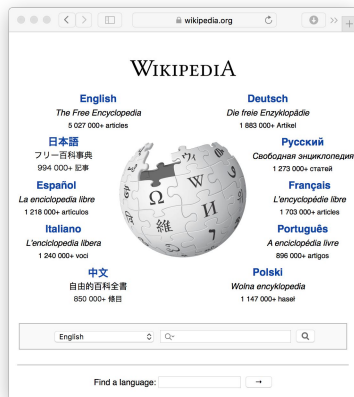 wikipedia.org
WIKIPEDIA
English
The Free Encyclopedia
5 027 000+ articles
Deutsch
Die freie Enzyklopädie
1 883 000+ Artikel
日本語
フリー百科事典
994 000+ 記事
Русский
Свободная энциклопедия
1 273 000+ статей
Español
La enciclopedia libre
1 218 000+ artículos
Français
L'encyclopédie libre
1 703 000+ articles
Italiano
L'enciclopedia libera
1 240 000+ voci
Português
A enciclopédia livre
896 000+ artigos
中文
自由的百科全書
850 000+ 條目
Polski
Wolna encyklopedia
1 147 000+ haseł
Ω W И 維 ウィ
English
Find a language: